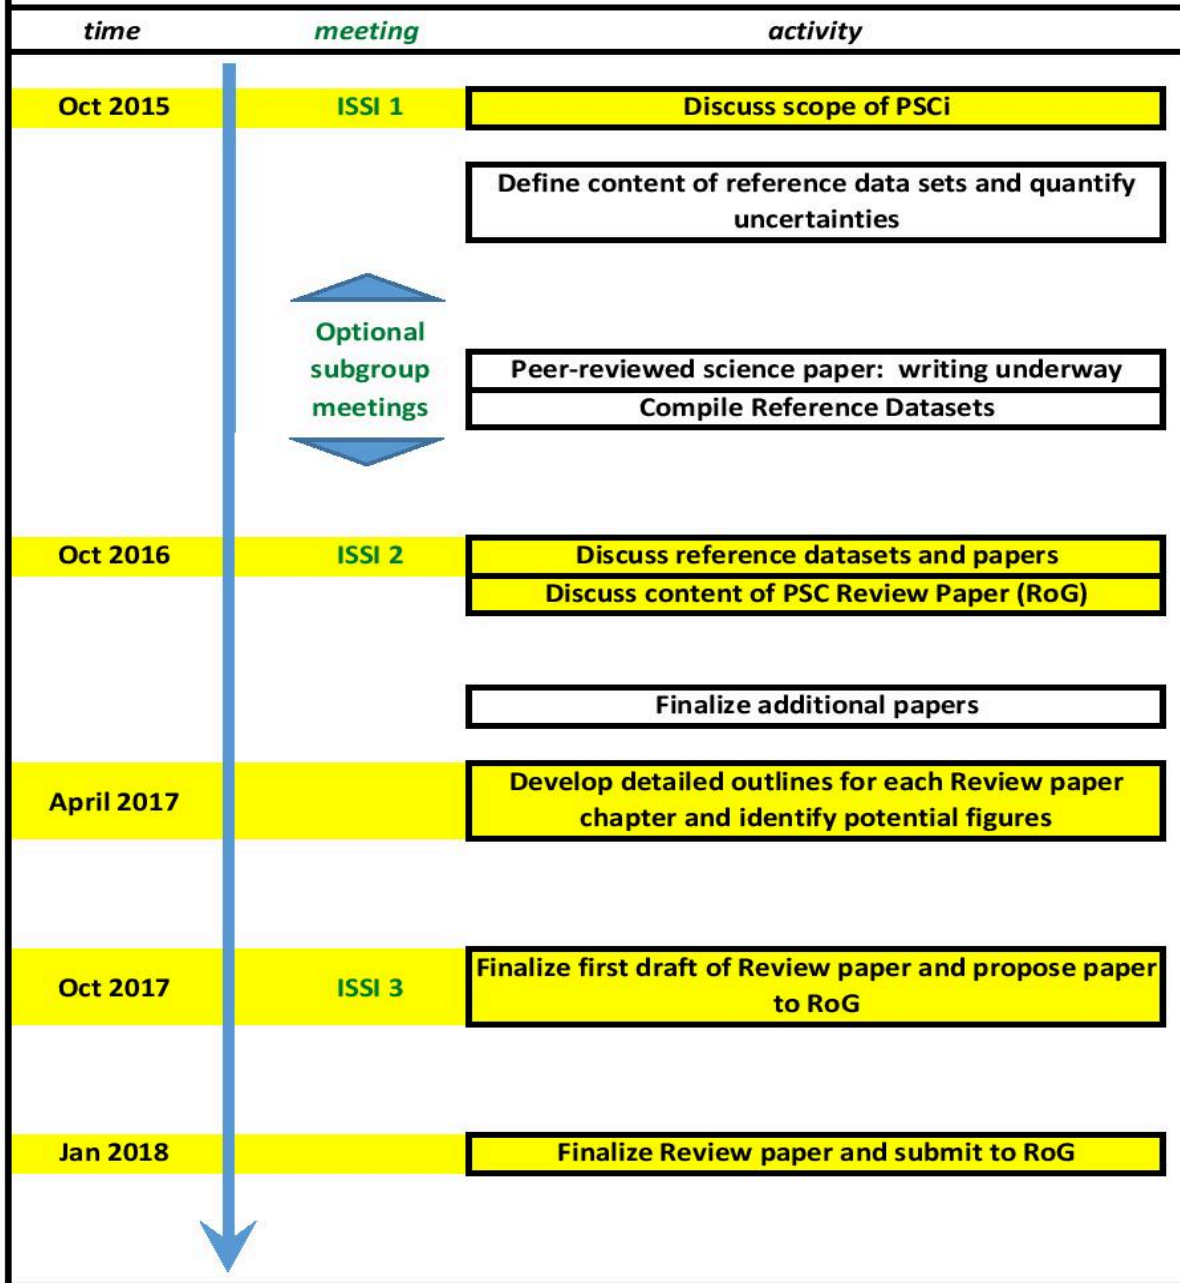 time meeting activity
Oct 2015 ISSI 1 Discuss scope of PSCi
Define content of reference data sets and quantify
uncertainties
Optional
subgroup
meetings
Peer-reviewed science paper: writing underway
Compile Reference Datasets
Oct 2016 ISSI 2 Discuss reference datasets and papers
Discuss content of PSC Review Paper (RoG)
Finalize additional papers
April 2017
Develop detailed outlines for each Review paper
chapter and identify potential figures
Oct 2017 ISSI 3
Finalize first draft of Review paper and propose paper
to RoG
Jan 2018 Finalize Review paper and submit to RoG